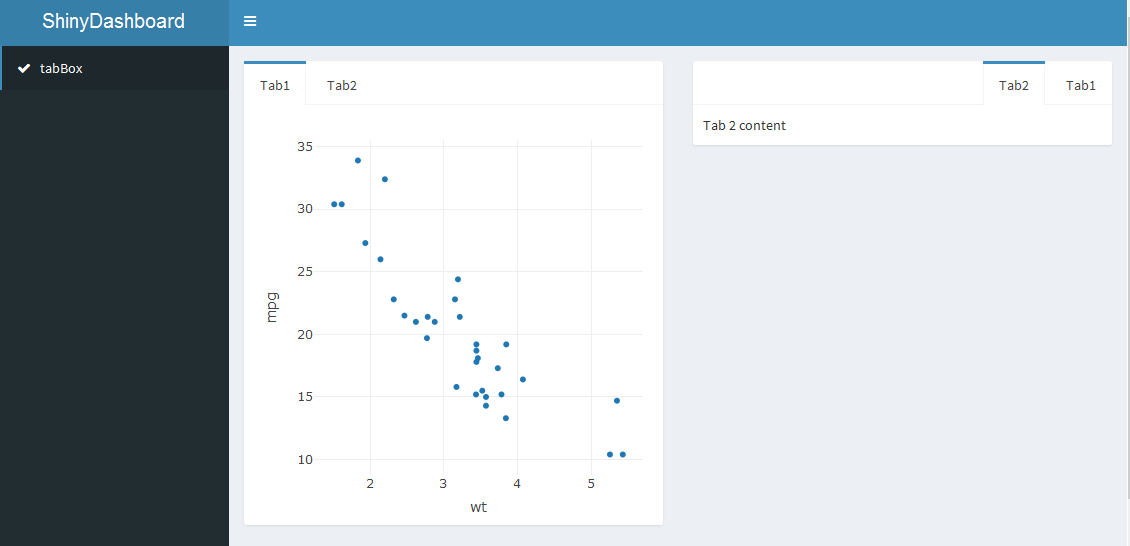 ShinyDashboard
tabBox
Tab1 Tab2
Tab2 Tab1
Tab 2 content
35
30
25
20
15
10
mpg
2 3 4 5
wt